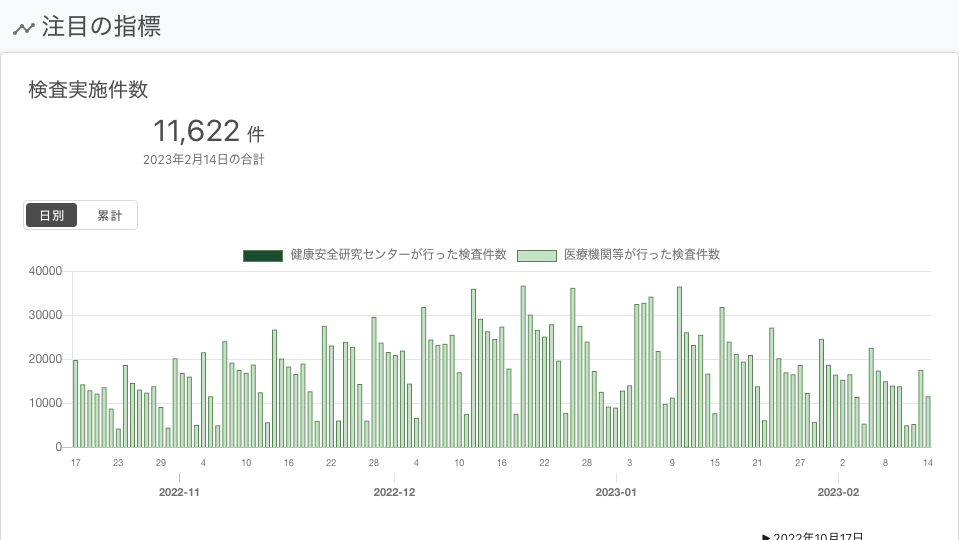 注目の指標
検査実施件数
11,622 件
2023年2月14日の合計
日別 累計
健康安全研究センターが行った検査件数 医療機関等が行った検査件数
40000
30000
20000
10000
0
17 23 29 4 10 16 22 28 4 10 16 22 28 3 9 15 21 27 2 8 14
2022-11 2022-12 2023-01 2023-02
▶ 2022年10月17日